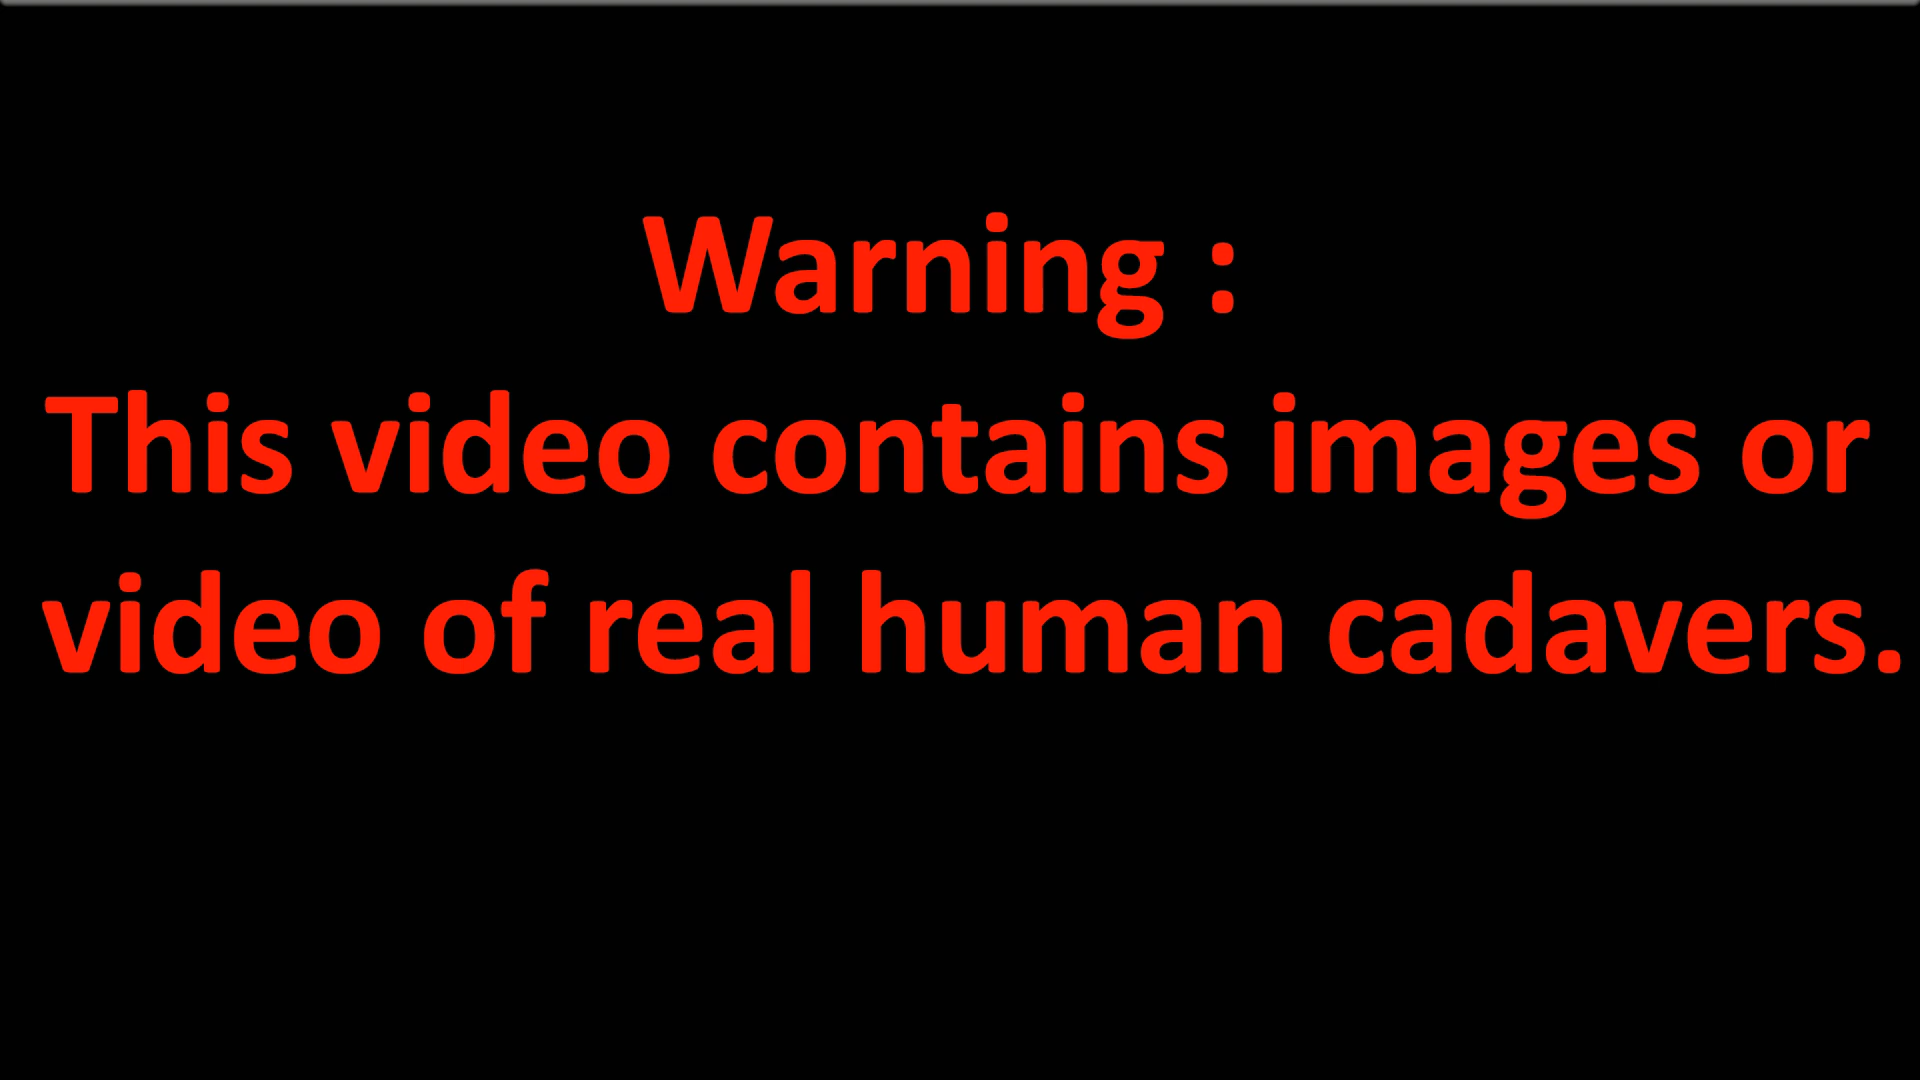 Warning :
This video contains images or
video of real human cadavers.